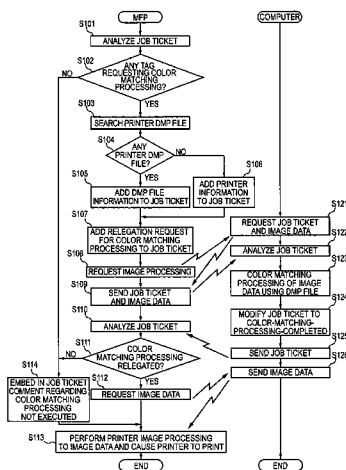 MFP
COMPUTER
S101
ANALYZE JOB TICKET
S102
ANY TAG
REQUESTING COLOR
MATCHING
PROCESSING?
NO
YES
S103
SEARCH PRINTER DMP FILE
S104
ANY
PRINTER DMP
FILE?
NO
YES
S105
ADD DMP FILE
INFORMATION TO JOB TICKET
S106
ADD PRINTER
INFORMATION
TO JOB TICKET
S107
ADD RELEGATION REQUEST
FOR COLOR MATCHING
PROCESSING TO JOB TICKET
S108
REQUEST IMAGE PROCESSING
S109
SEND JOB TICKET
AND IMAGE DATA
S110
ANALYZE JOB TICKET
S111
COLOR
MATCHING PROCESSING
RELEGATED?
NO
YES
S112
REQUEST IMAGE DATA
S114
EMBED IN JOB TICKET
COMMENT REGARDING
COLOR MATCHING
PROCESSING
NOT EXECUTED
S113
PERFORM PRINTER IMAGE PROCESSING
TO IMAGE DATA AND CAUSE PRINTER TO PRINT
END
S121
REQUEST JOB TICKET
AND IMAGE DATA
S122
ANALYZE JOB TICKET
S123
COLOR MATCHING
PROCESSING OF IMAGE
DATA USING DMP FILE
S124
MODIFY JOB TICKET TO
COLOR-MATCHING-
PROCESSING-COMPLETED
S125
SEND JOB TICKET
S126
SEND IMAGE DATA
END